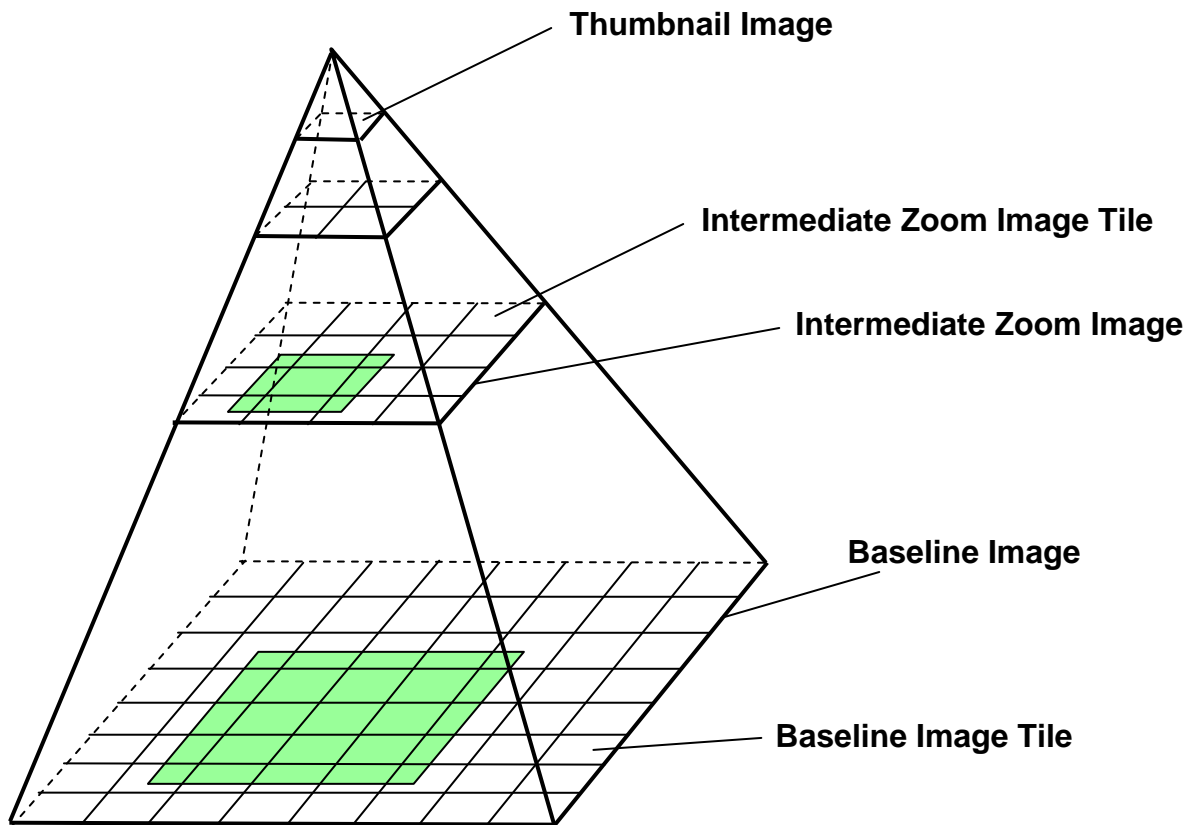 Thumbnail Image
Intermediate Zoom Image Tile
Intermediate Zoom Image
Baseline Image
Baseline Image Tile